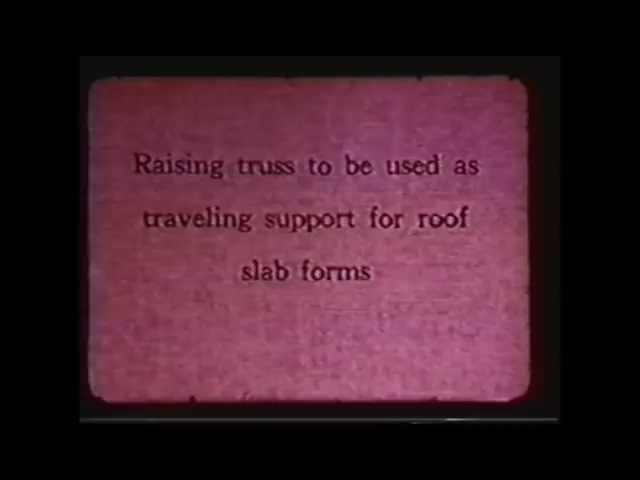 Raising truss to be used as
traveling support for roof
slab forms